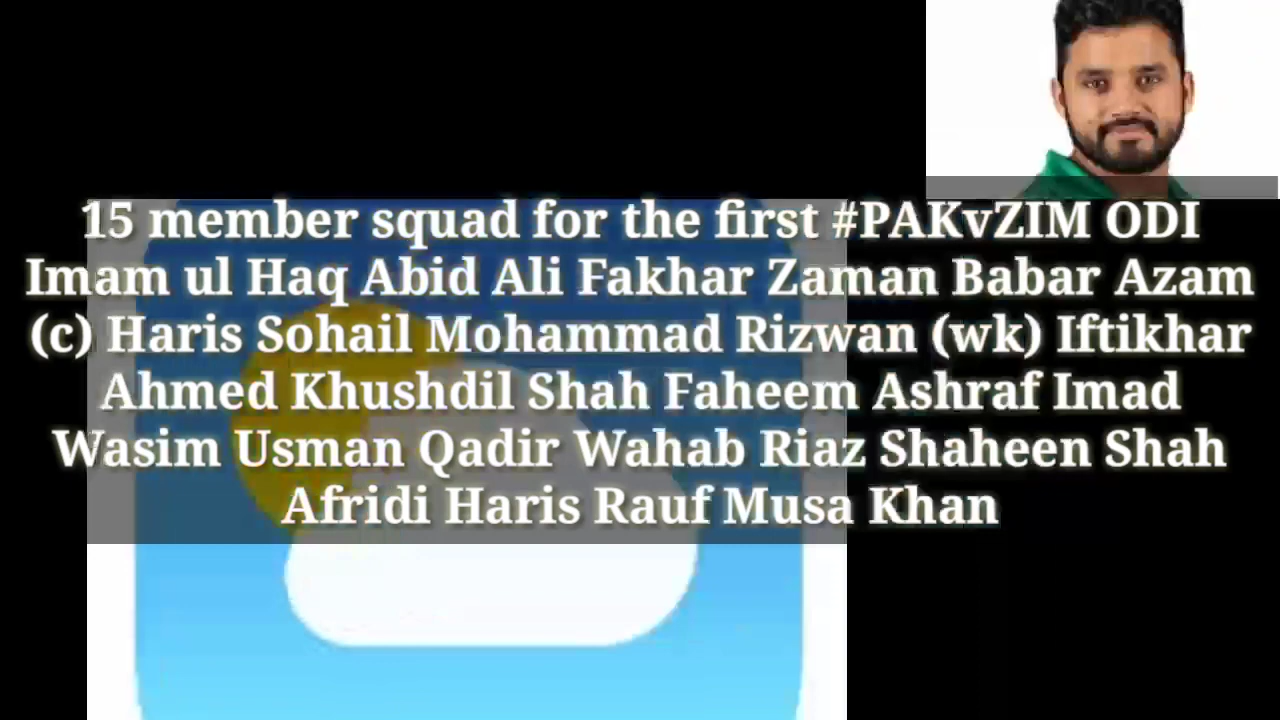 15 member squad for the first #PAKvZIM ODI
Imam ul Haq Abid Ali Fakhar Zaman Babar Azam
(c) Haris Sohail Mohammad Rizwan (wk) Iftikhar
Ahmed Khushdil Shah Faheem Ashraf Imad
Wasim Usman Qadir Wahab Riaz Shaheen Shah
Afridi Haris Rauf Musa Khan